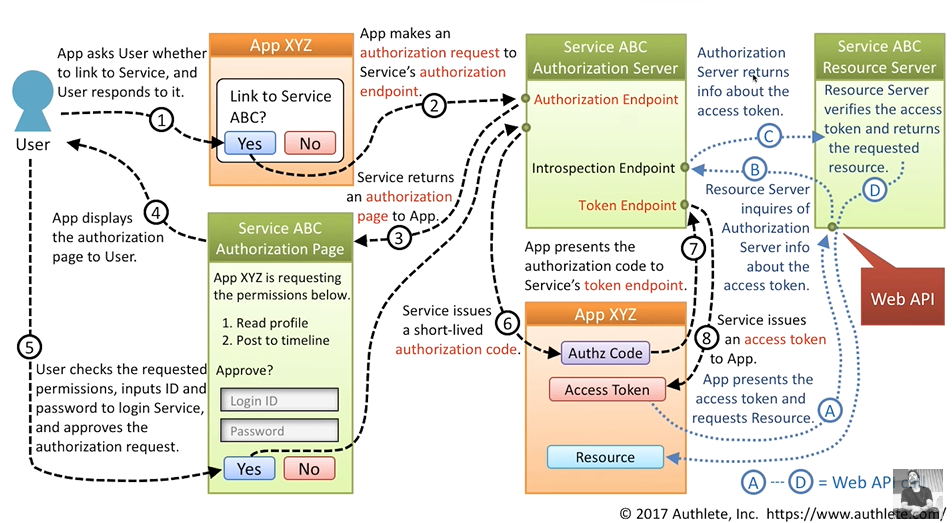 App asks User whether
to link to Service, and
User responds to it.
User
1
App XYZ
Link to Service
ABC?
Yes
No
App makes an
authorization request to
Service's authorization
endpoint.
2
Service ABC
Authorization Server
Authorization Endpoint
Introspection Endpoint
Token Endpoint
Authorization
Server returns
info about the
access token.
C
B
Service ABC
Resource Server
Resource Server
verifies the access
token and returns
the requested
resource.
D
Resource Server
inquires of
Authorization
Server info
about the
access token.
Web API
Service returns
an authorization
page to App.
3
4
App displays
the authorization
page to User.
Service ABC
Authorization Page
App XYZ is requesting
the permissions below.
1. Read profile
2. Post to timeline
Approve?
Login ID
Password
Yes
No
5
User checks the requested
permissions, inputs ID and
password to login Service,
and approves the
authorization request.
App presents the
authorization code to
Service's token endpoint.
7
Service issues
a short-lived
authorization code.
6
App XYZ
Authz Code
Access Token
Resource
8
Service issues
an access token
to App.
App presents the
access token and
requests Resource.
A
A
A --- D = Web API
© 2017 Authlete, Inc. https://www.authlete.com/